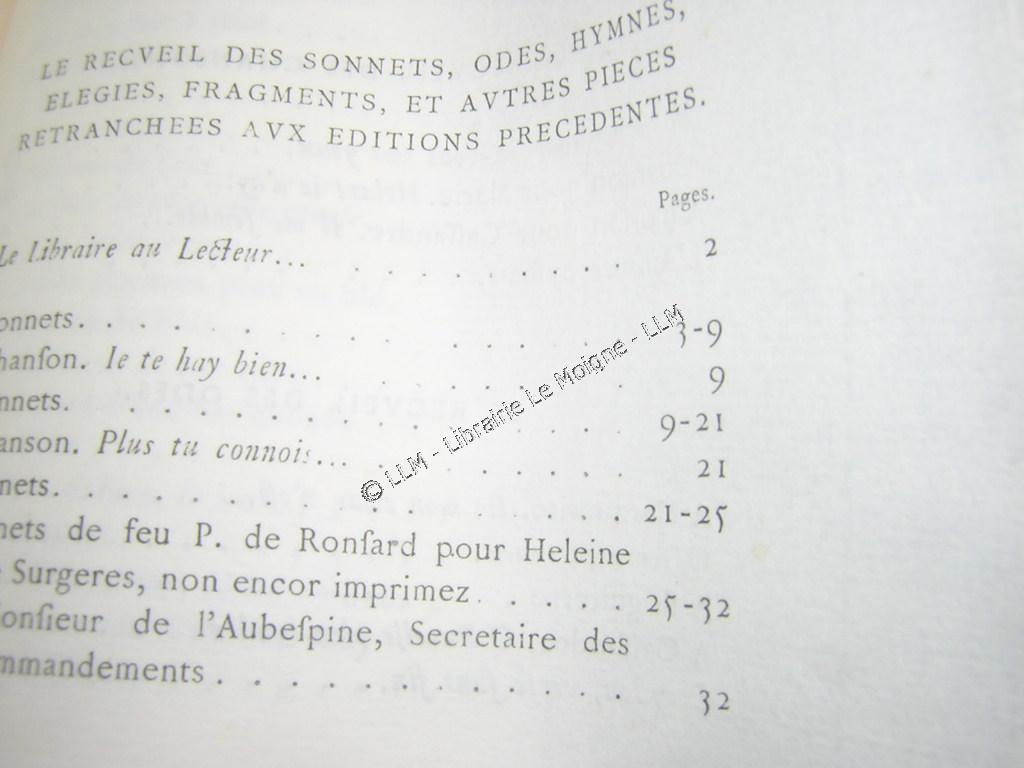 LE RECVEIL DES SONNETS, ODES, HYMNES,
ELEGIES, FRAGMENTS, ET AVTRES PIECES
RETRANCHEES AVX EDITIONS PRECEDENTES.
Pages.
Le Libraire au Lecteur... . . . . . . . . 2
onnets. . . . . . . . . . . . . 3-9
hanſon. Ie te hay bien... . . . . . . . 9
nnets. . . . . . . . . . . . . 9-21
anson. Plus tu connois... . . . . . . . 21
nets. . . . . . . . . . . . . 21-25
nets de feu P. de Ronſard pour Heleine
Surgeres, non encor imprimez. . . . . 25-32
onſieur de l'Aubeſpine, Secretaire des
mmandements . . . . . . . . . . 32
© LLM - Librairie Le Moigne - LLM